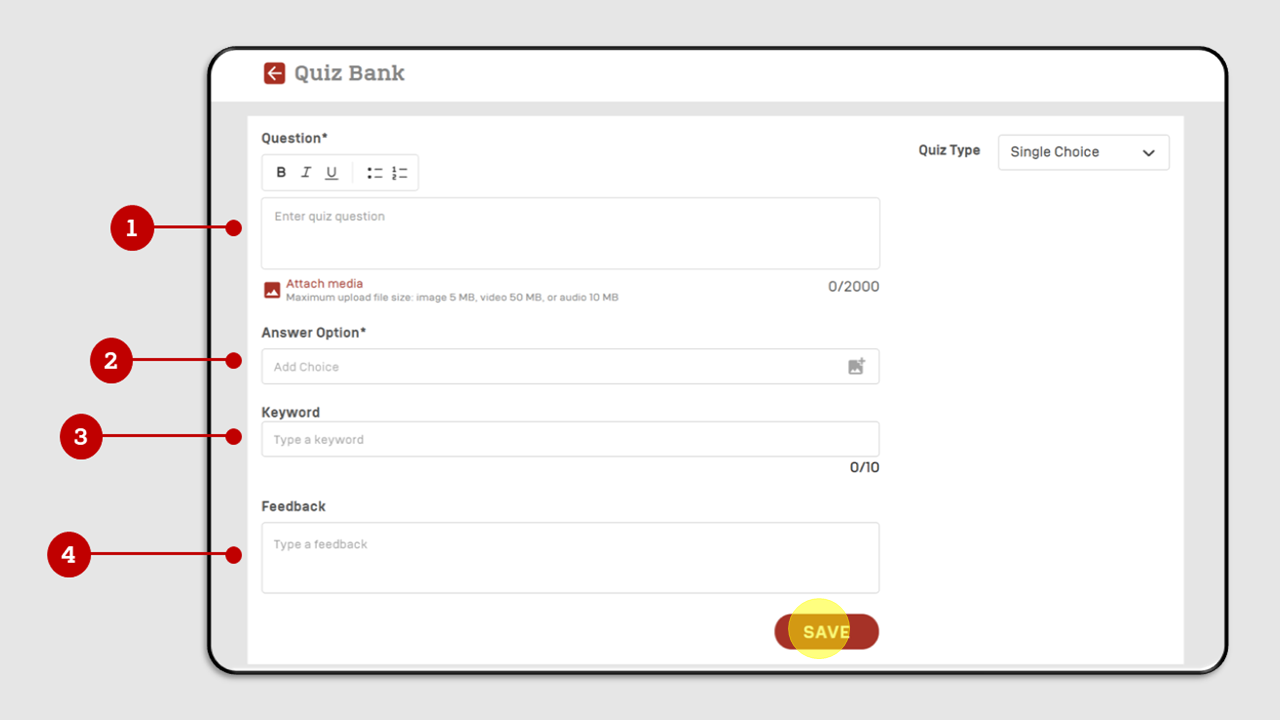 Quiz Bank
Question*
Quiz Type
Single Choice
B I U
1
Enter quiz question
Attach media
0/2000
Maximum upload file size: image 5 MB, video 50 MB, or audio 10 MB
Answer Option*
2
Add Choice
Keyword
3
Type a keyword
0/10
Feedback
4
Type a feedback
SAVE